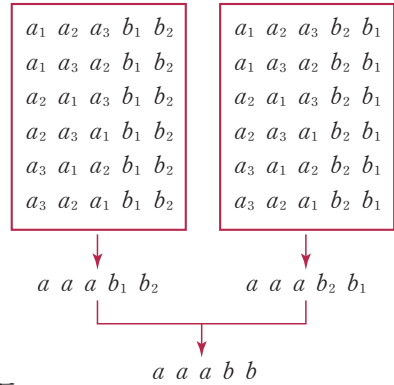 a₁ a₂ a₃ b₁ b₂
a₁ a₃ a₂ b₁ b₂
a₂ a₁ a₃ b₁ b₂
a₂ a₃ a₁ b₁ b₂
a₃ a₁ a₂ b₁ b₂
a₃ a₂ a₁ b₁ b₂
a a a b₁ b₂
a₁ a₂ a₃ b₂ b₁
a₁ a₃ a₂ b₂ b₁
a₂ a₁ a₃ b₂ b₁
a₂ a₃ a₁ b₂ b₁
a₃ a₁ a₂ b₂ b₁
a₃ a₂ a₁ b₂ b₁
a a a b₂ b₁
a a a b b